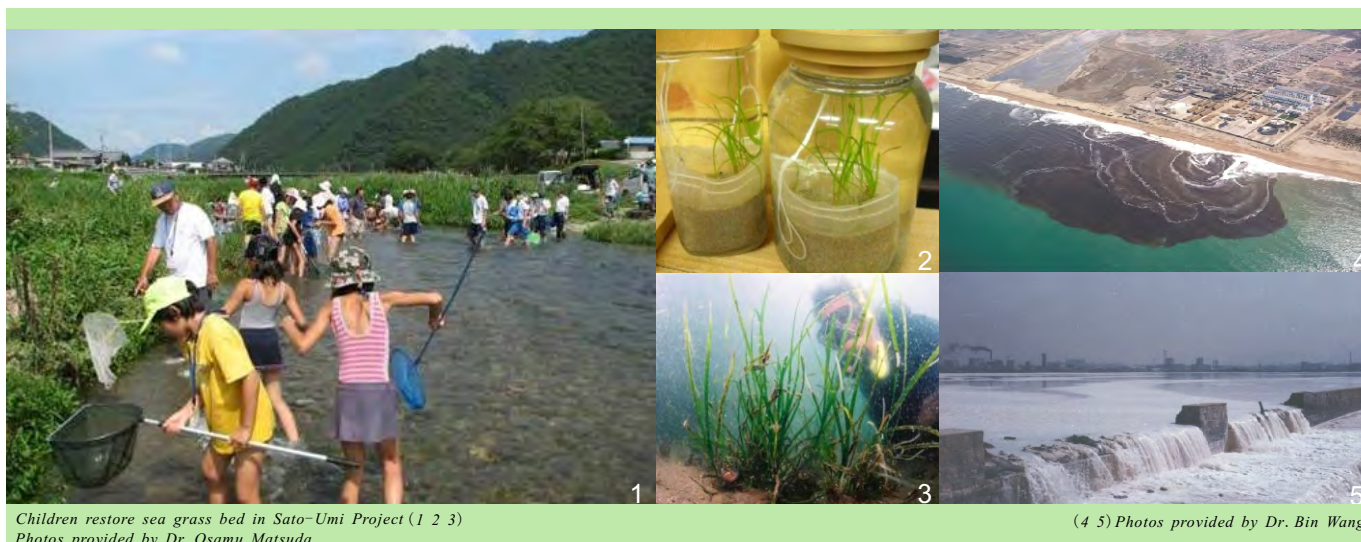 1
2
3
4
5
Children restore sea grass bed in Sato-Umi Project (1 2 3)
Photos provided by Dr. Osamu Matsuda
(4 5) Photos provided by Dr. Bin Wang